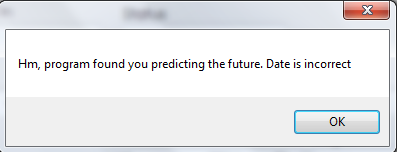 Hm, program found you predicting the future. Date is incorrect
OK